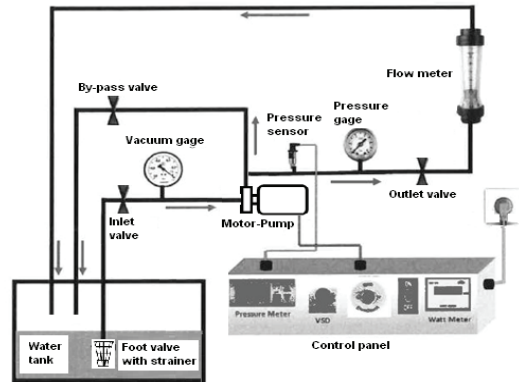 Flow meter
By-pass valve
Pressure
gage
Pressure
sensor
Vacuum gage
Outlet valve
Inlet
valve
Motor-Pump
Water
tank
Foot valve
with strainer
Pressure Meter
VSD
Watt Meter
Control panel